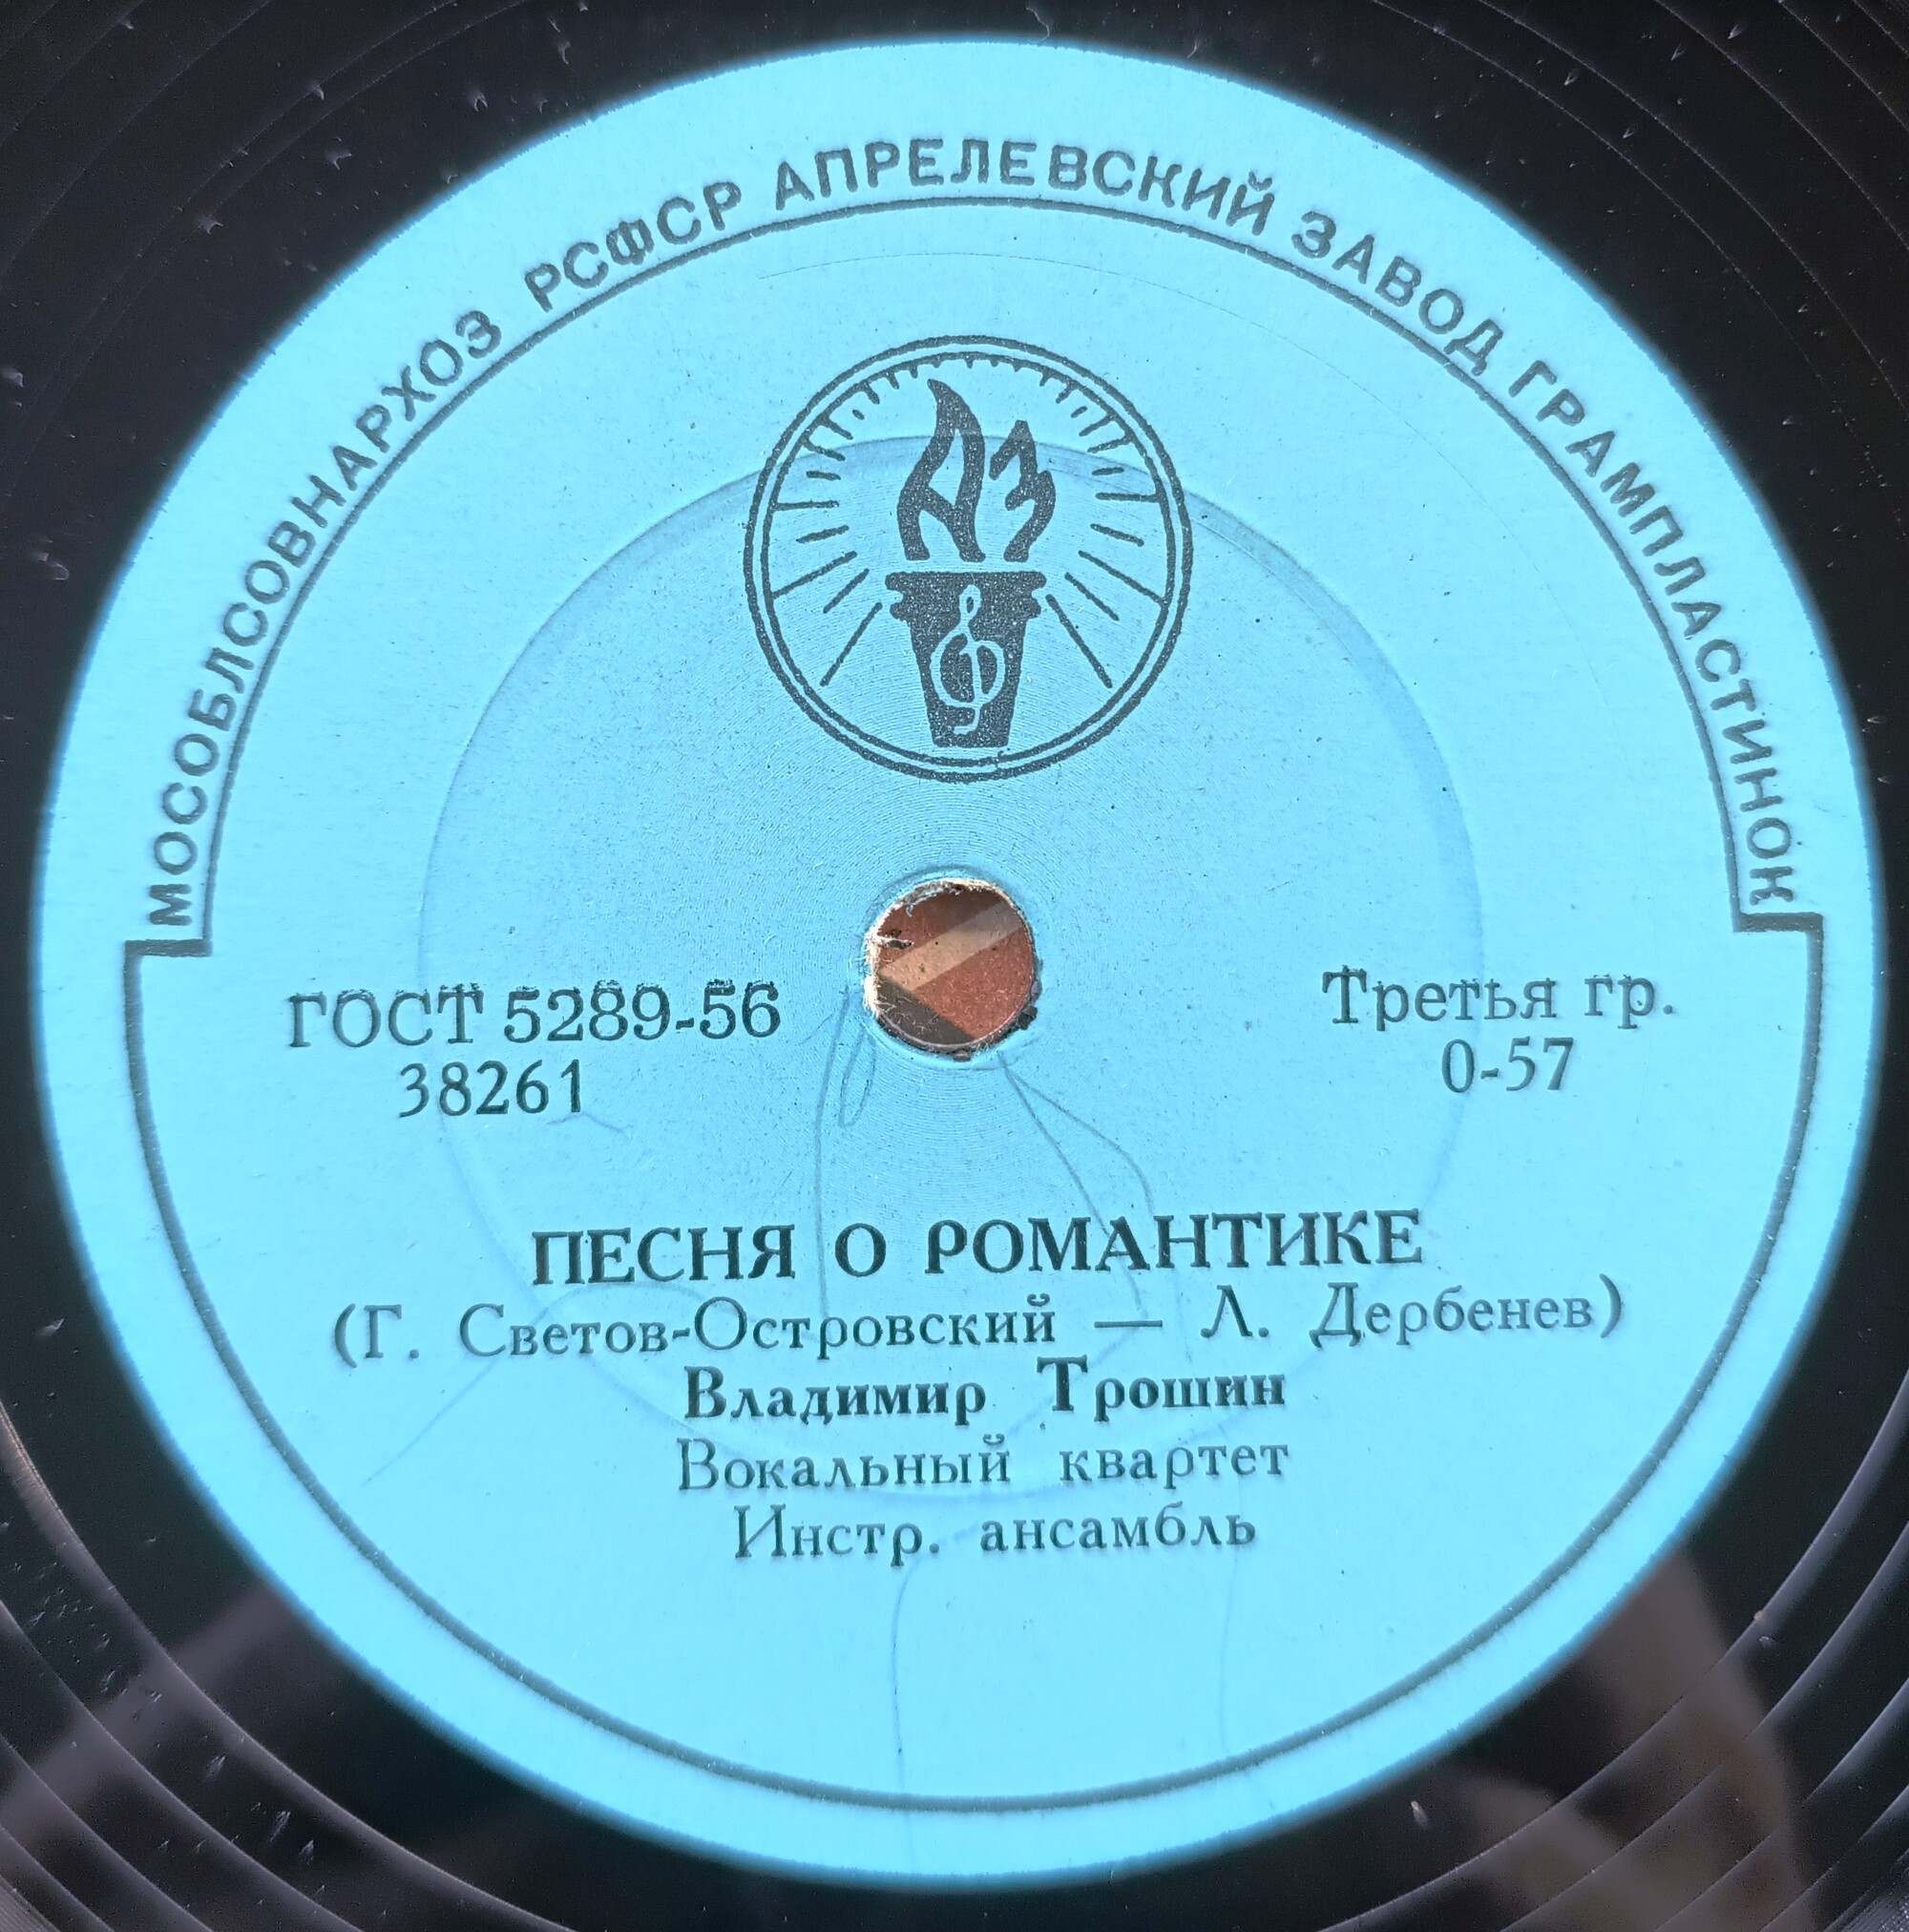 МОСОБЛСОВНАРХОЗ РСФСР АПРЕЛЕВСКИЙ ЗАВОД ГРАМПЛАСТИНОК
АЗ
ГОСТ 5289-56
38261
Третья гр.
0-57
ПЕСНЯ О РОМАНТИКЕ
(Г. Светов-Островский — Л. Дербенев)
Владимир Трошин
Вокальный квартет
Инстр. ансамбль